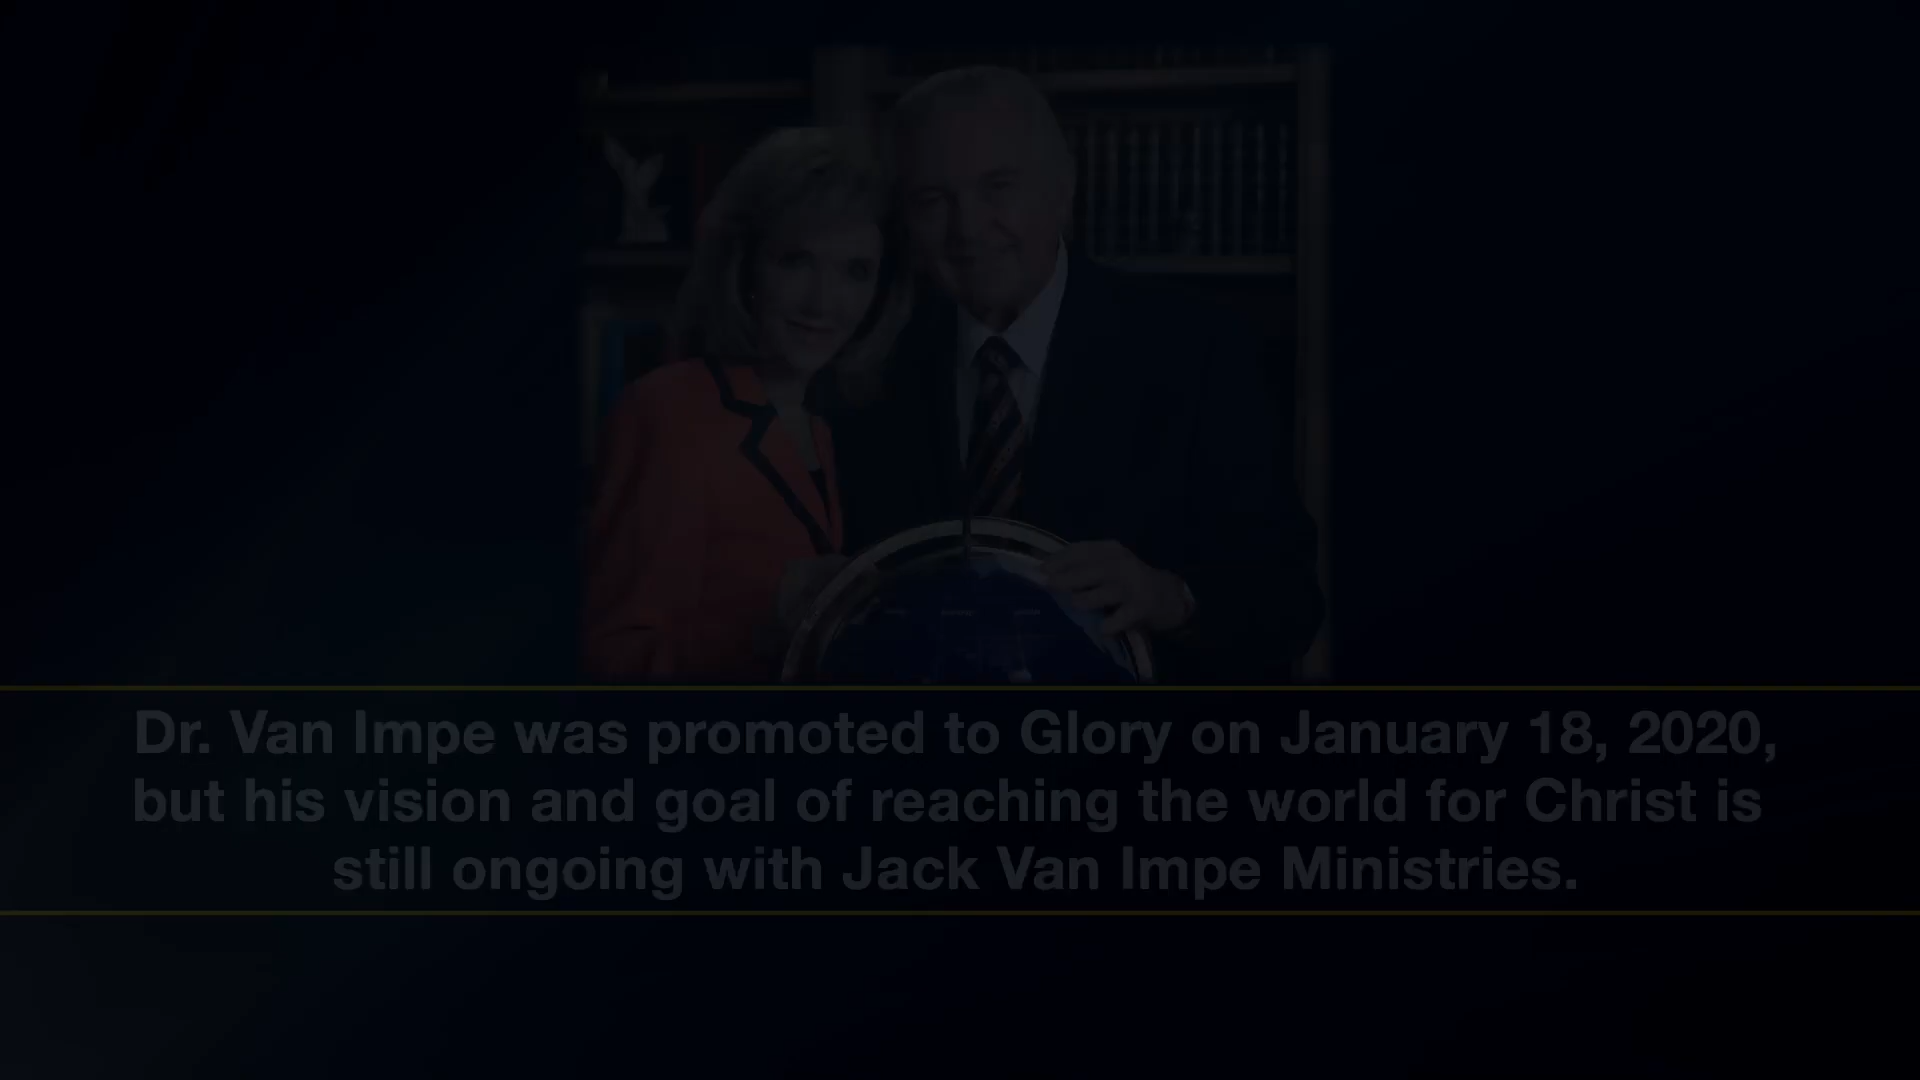 Dr. Van Impe was promoted to Glory on January 18, 2020,
but his vision and goal of reaching the world for Christ is
still ongoing with Jack Van Impe Ministries.